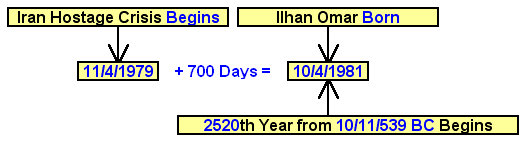 Iran Hostage Crisis Begins
Ilhan Omar Born
11/4/1979 + 700 Days = 10/4/1981
2520th Year from 10/11/539 BC Begins